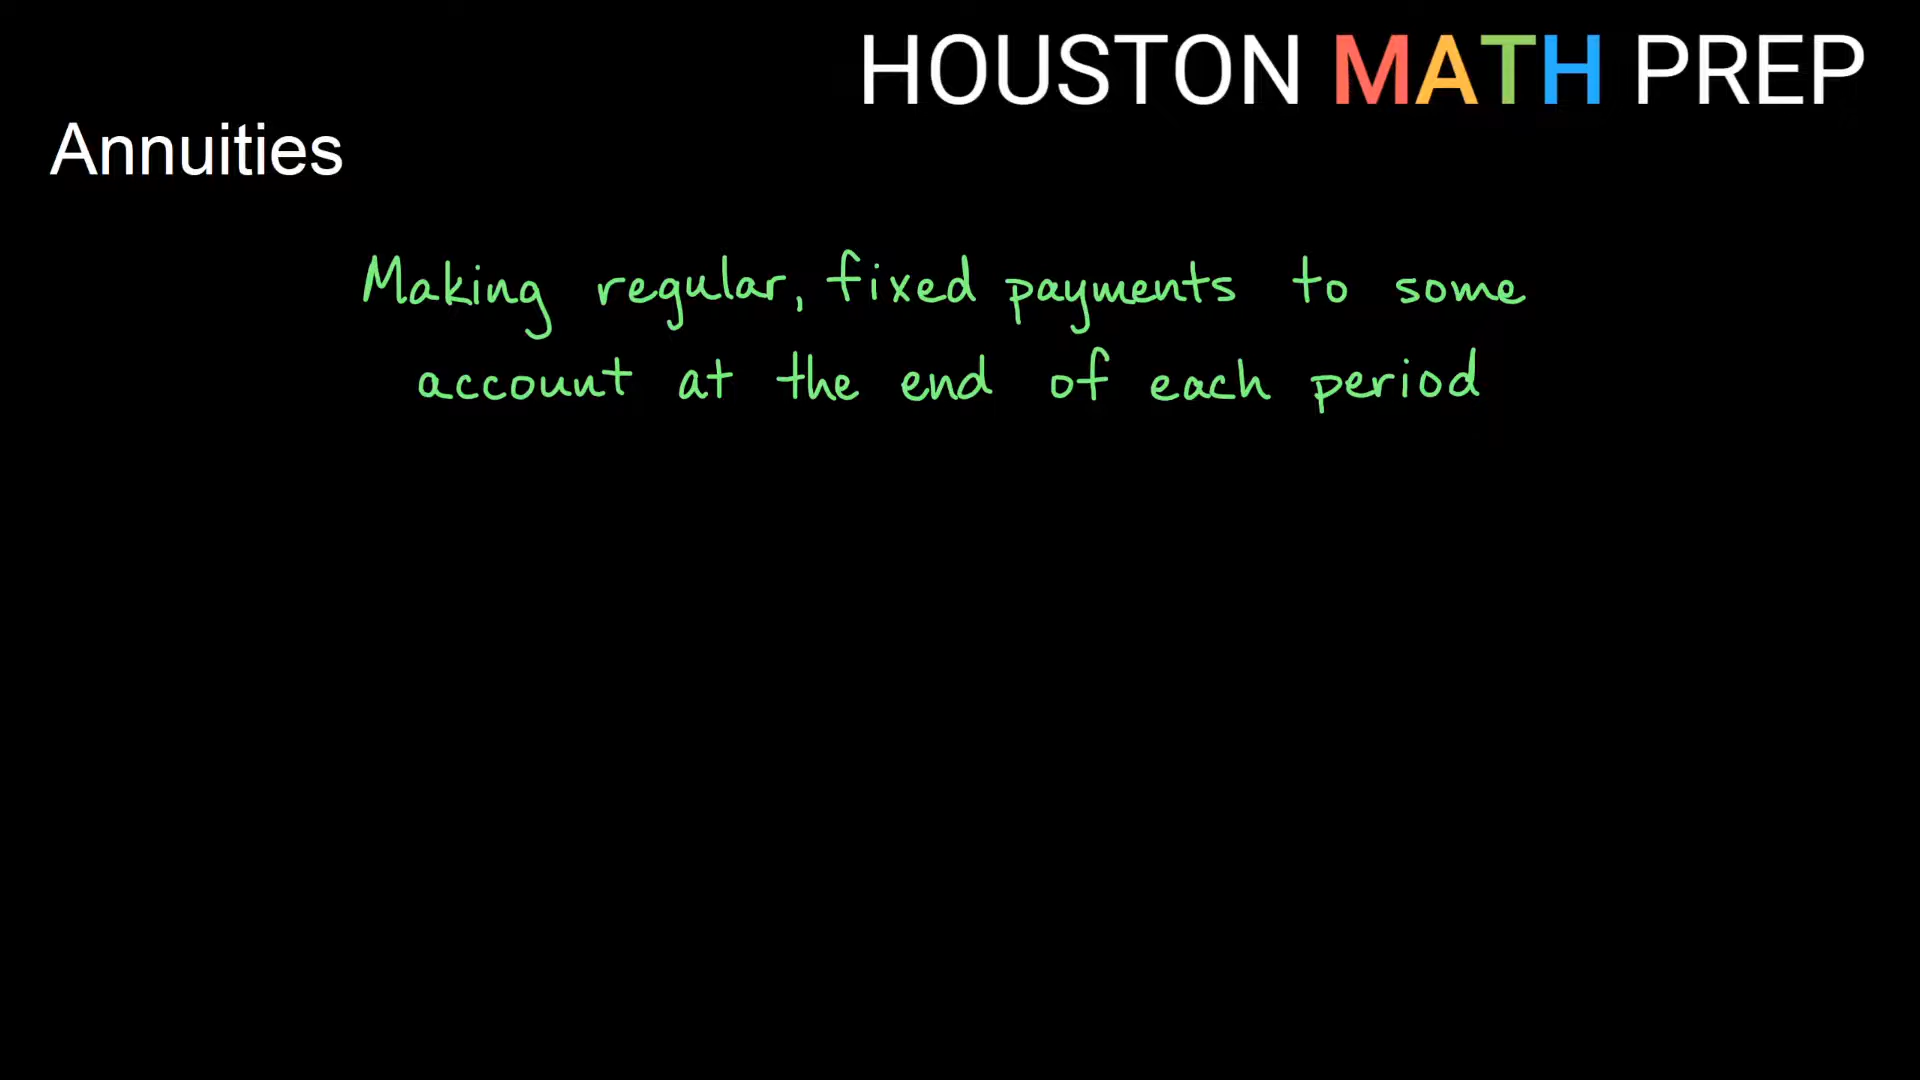 HOUSTON MATH PREP
Annuities
Making regular, fixed payments to some
account at the end of each period